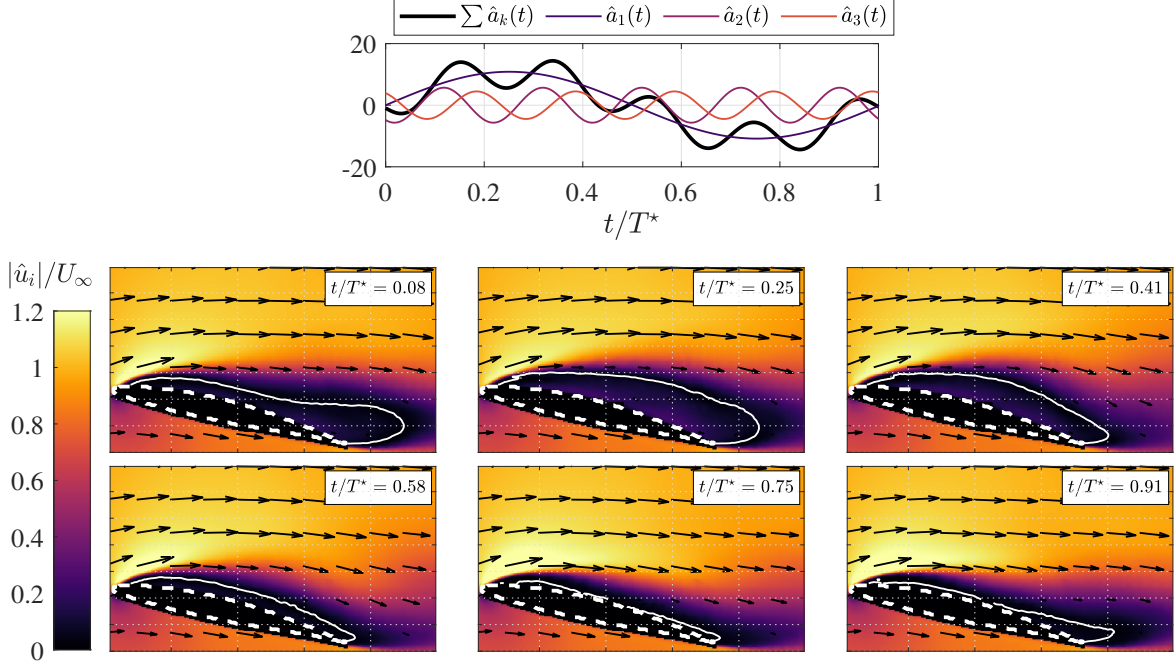 ∑ â_k(t) â_1(t) â_2(t) â_3(t)
20
0
-20
0 0.2 0.4 0.6 0.8 1
t/T⋆
|û_i|/U_∞
1.2
1
0.8
0.6
0.4
0.2
0
t/T⋆ = 0.08
t/T⋆ = 0.25
t/T⋆ = 0.41
t/T⋆ = 0.58
t/T⋆ = 0.75
t/T⋆ = 0.91